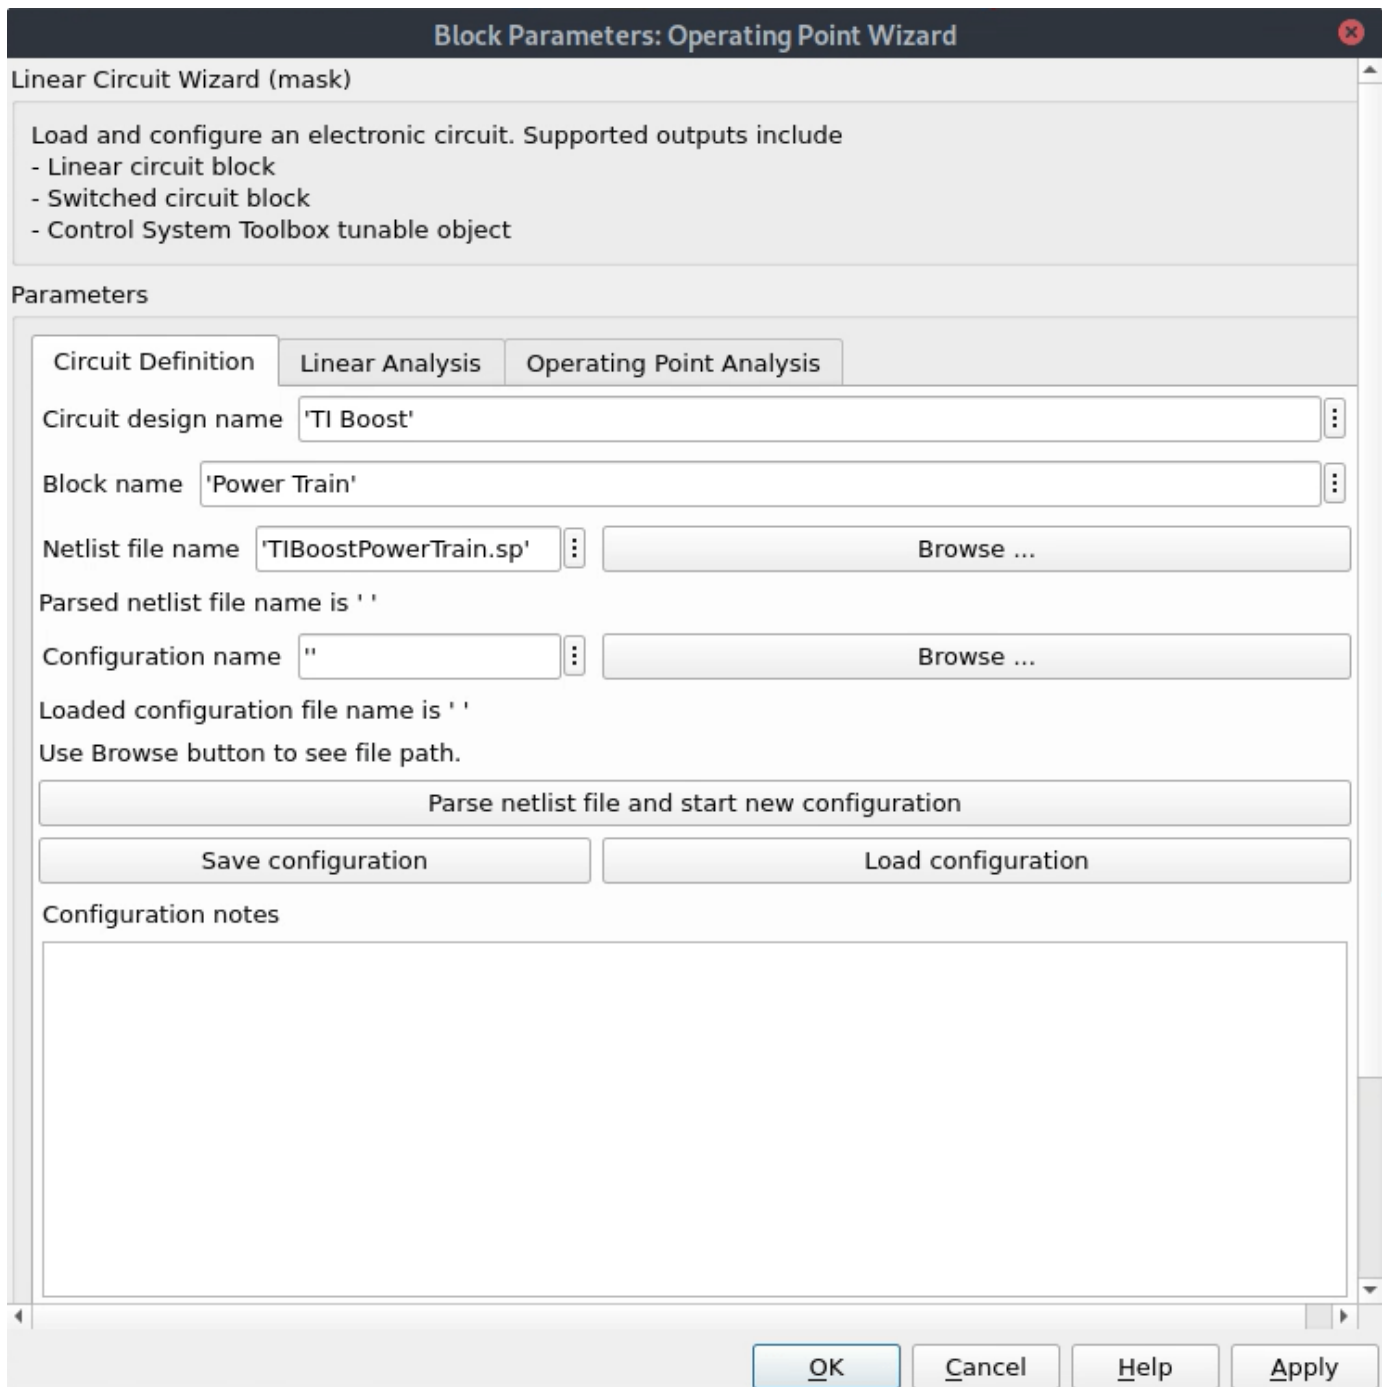 Block Parameters: Operating Point Wizard
Linear Circuit Wizard (mask)
Load and configure an electronic circuit. Supported outputs include
- Linear circuit block
- Switched circuit block
- Control System Toolbox tunable object
Parameters
Circuit Definition Linear Analysis Operating Point Analysis
Circuit design name 'TI Boost'
Block name 'Power Train'
Netlist file name 'TIBoostPowerTrain.sp' Browse ...
Parsed netlist file name is ' '
Configuration name '' Browse ...
Loaded configuration file name is ' '
Use Browse button to see file path.
Parse netlist file and start new configuration
Save configuration Load configuration
Configuration notes
OK Cancel Help Apply